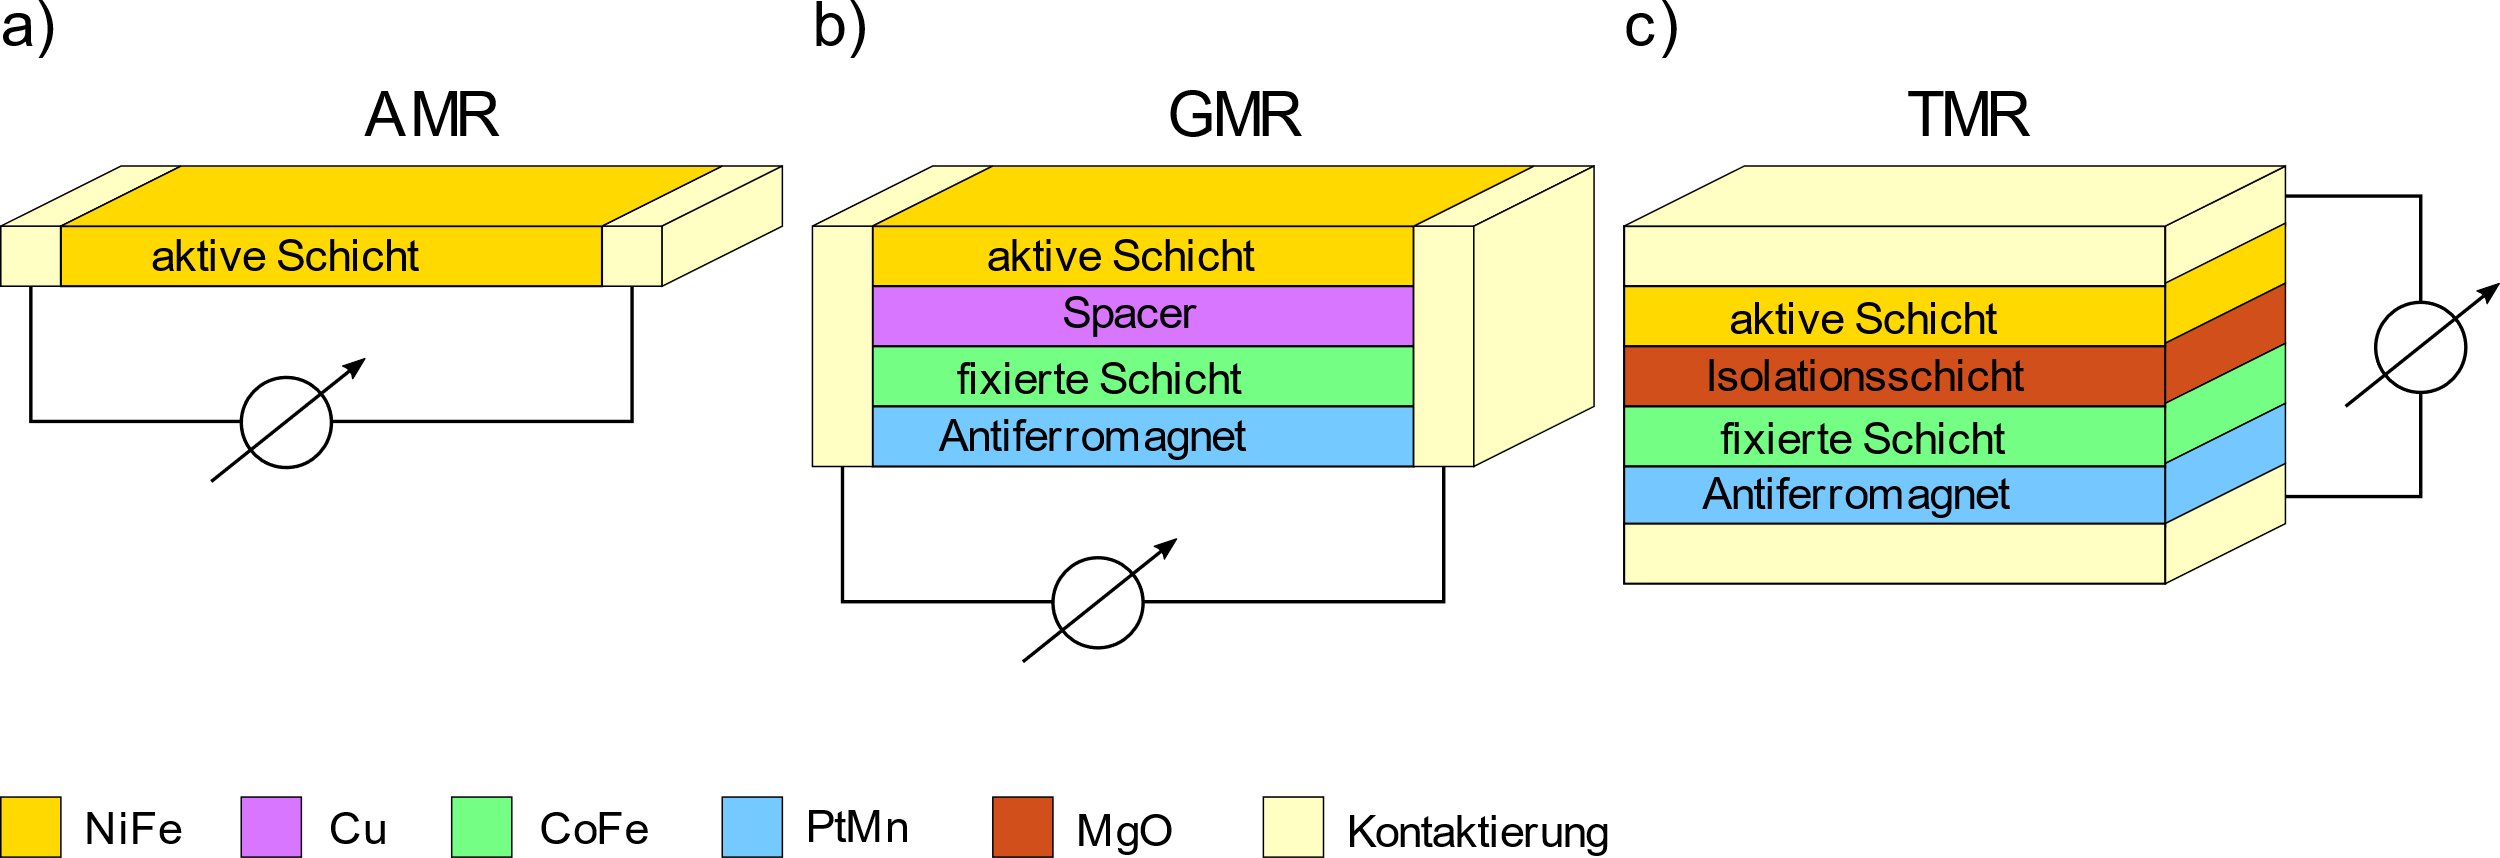 a)
b)
c)
AMR
GMR
TMR
aktive Schicht
aktive Schicht
Spacer
fixierte Schicht
Antiferromagnet
aktive Schicht
Isolationsschicht
fixierte Schicht
Antiferromagnet
NiFe
Cu
CoFe
PtMn
MgO
Kontaktierung